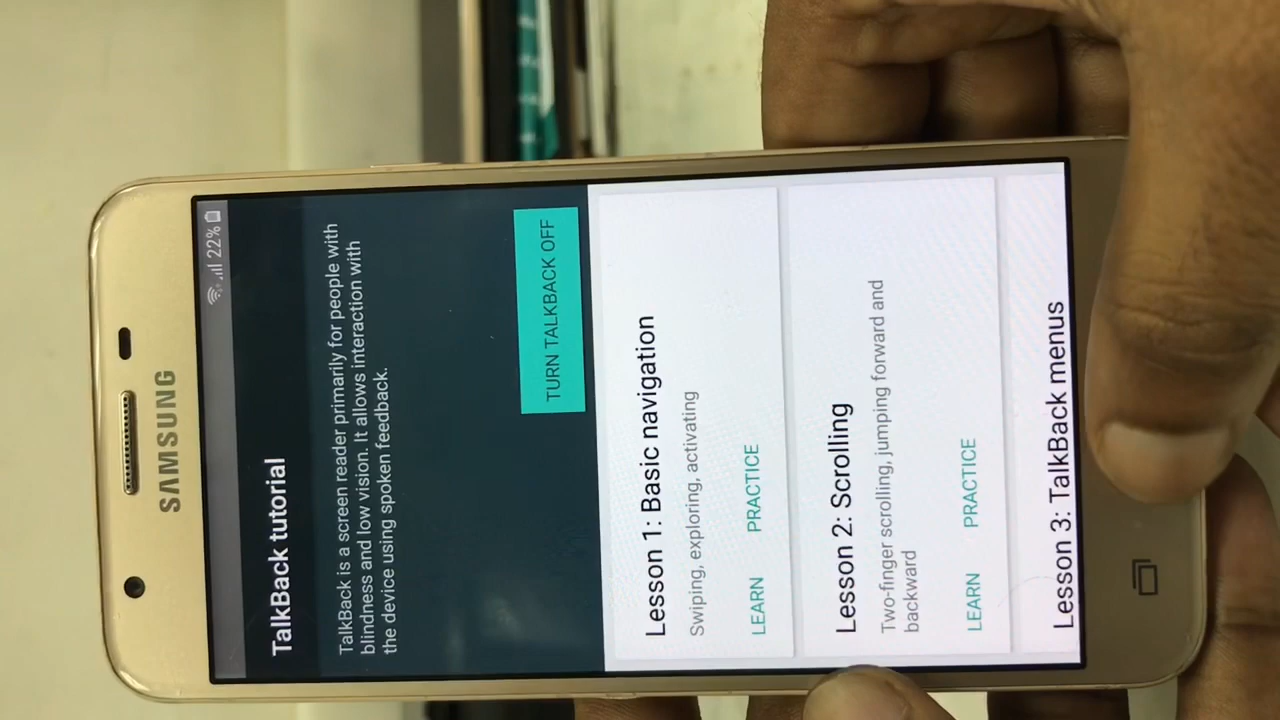 SAMSUNG
22%
TalkBack tutorial
TalkBack is a screen reader primarily for people with
blindness and low vision. It allows interaction with
the device using spoken feedback.
TURN TALKBACK OFF
Lesson 1: Basic navigation
Swiping, exploring, activating
LEARN PRACTICE
Lesson 2: Scrolling
Two-finger scrolling, jumping forward and
backward
LEARN PRACTICE
Lesson 3: TalkBack menus